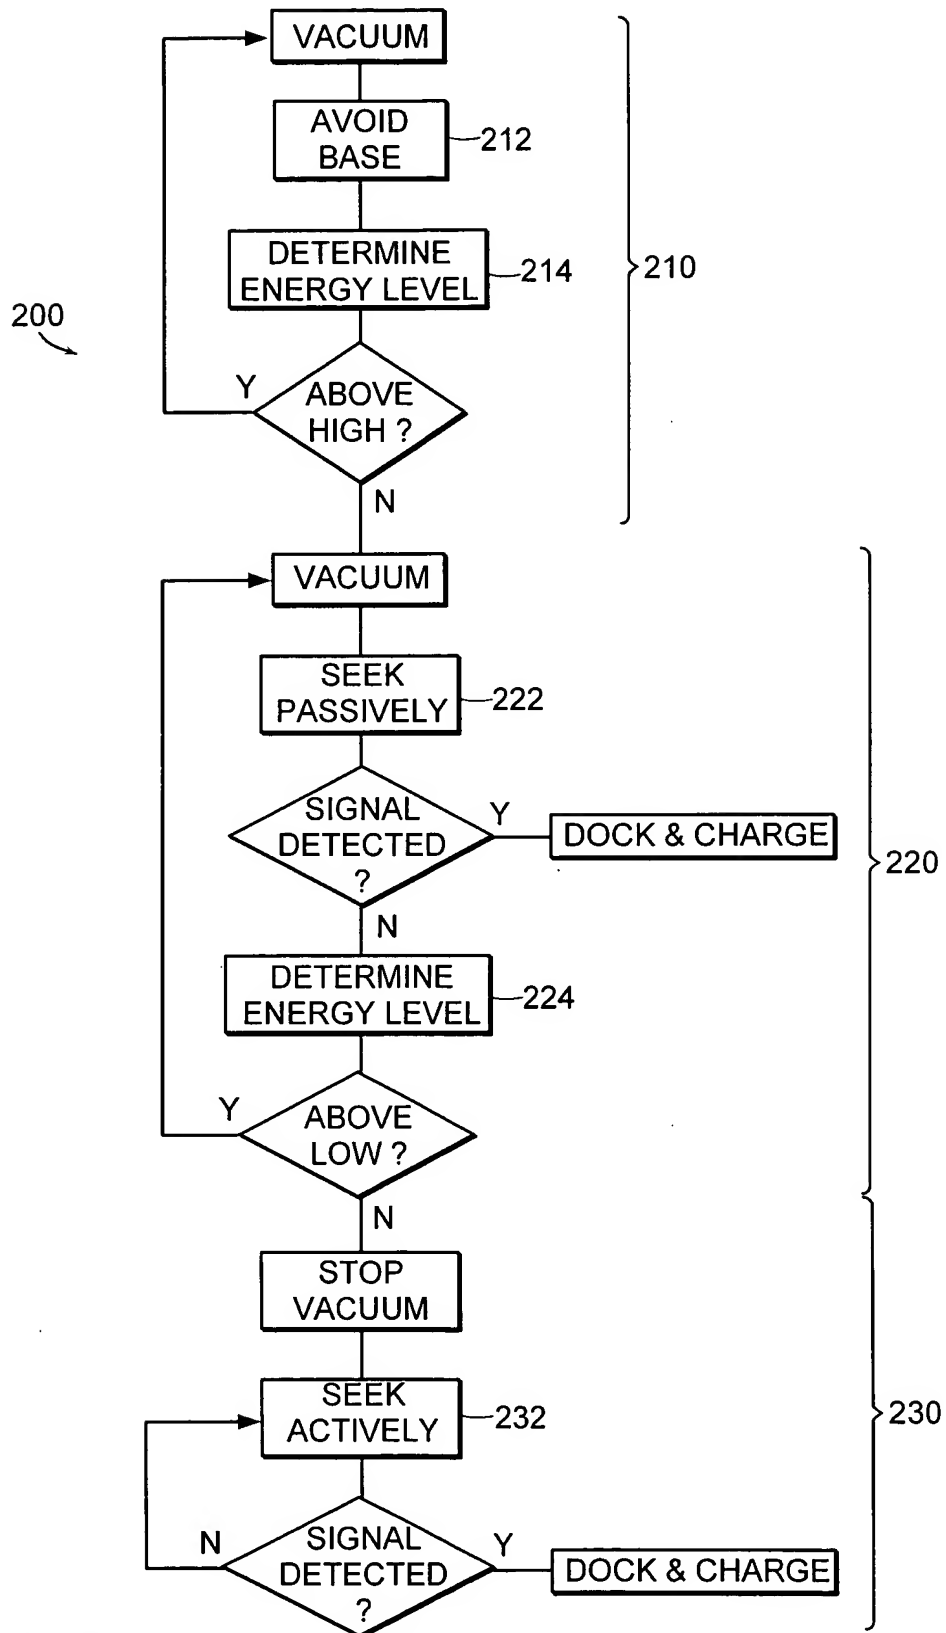 VACUUM
AVOID
BASE
212
DETERMINE
ENERGY LEVEL
214
210
200
Y
ABOVE
HIGH ?
N
VACUUM
SEEK
PASSIVELY
222
SIGNAL
DETECTED
?
Y
DOCK & CHARGE
220
N
DETERMINE
ENERGY LEVEL
224
Y
ABOVE
LOW ?
N
STOP
VACUUM
SEEK
ACTIVELY
232
230
N
SIGNAL
DETECTED
?
Y
DOCK & CHARGE